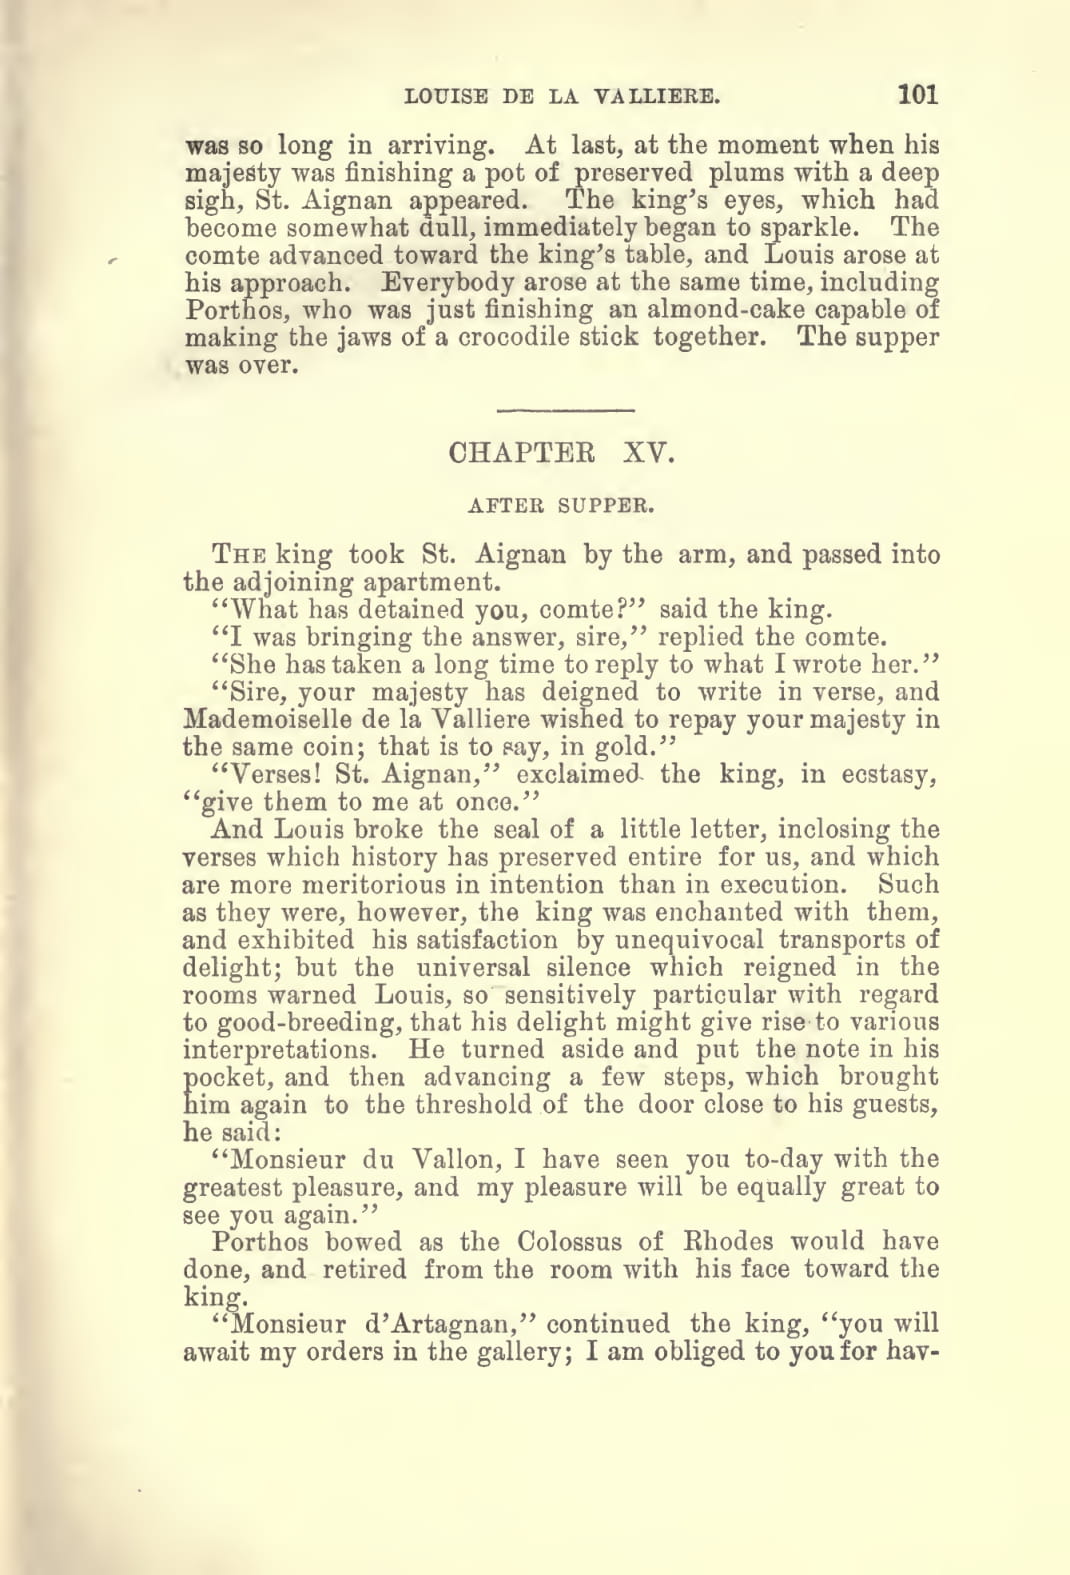 LOUISE DE LA VALLIERE. 101
was so long in arriving. At last, at the moment when his
majesty was finishing a pot of preserved plums with a deep
sigh, St. Aignan appeared. The king's eyes, which had
become somewhat dull, immediately began to sparkle. The
comte advanced toward the king's table, and Louis arose at
his approach. Everybody arose at the same time, including
Porthos, who was just finishing an almond-cake capable of
making the jaws of a crocodile stick together. The supper
was over.
CHAPTER XV.
AFTER SUPPER.
THE king took St. Aignan by the arm, and passed into
the adjoining apartment.
"What has detained you, comte?" said the king.
"I was bringing the answer, sire," replied the comte.
"She has taken a long time to reply to what I wrote her."
"Sire, your majesty has deigned to write in verse, and
Mademoiselle de la Valliere wished to repay your majesty in
the same coin; that is to say, in gold."
"Verses! St. Aignan," exclaimed the king, in ecstasy,
"give them to me at once."
And Louis broke the seal of a little letter, inclosing the
verses which history has preserved entire for us, and which
are more meritorious in intention than in execution. Such
as they were, however, the king was enchanted with them,
and exhibited his satisfaction by unequivocal transports of
delight; but the universal silence which reigned in the
rooms warned Louis, so sensitively particular with regard
to good-breeding, that his delight might give rise to various
interpretations. He turned aside and put the note in his
pocket, and then advancing a few steps, which brought
him again to the threshold of the door close to his guests,
he said:
"Monsieur du Vallon, I have seen you to-day with the
greatest pleasure, and my pleasure will be equally great to
see you again."
Porthos bowed as the Colossus of Rhodes would have
done, and retired from the room with his face toward the
king.
"Monsieur d'Artagnan," continued the king, "you will
await my orders in the gallery; I am obliged to you for hav-